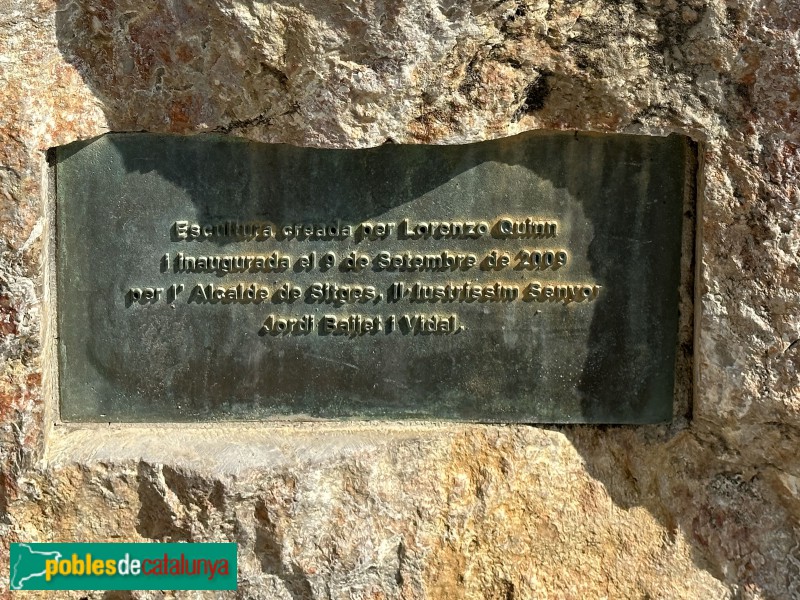 Escultura creada per Lorenzo Quinn
i inaugurada el 9 de Setembre de 2009
per l' Alcalde de Sitges, Il·lustríssim Senyor
Jordi Baijet i Vidal.
poblesdecatalunya